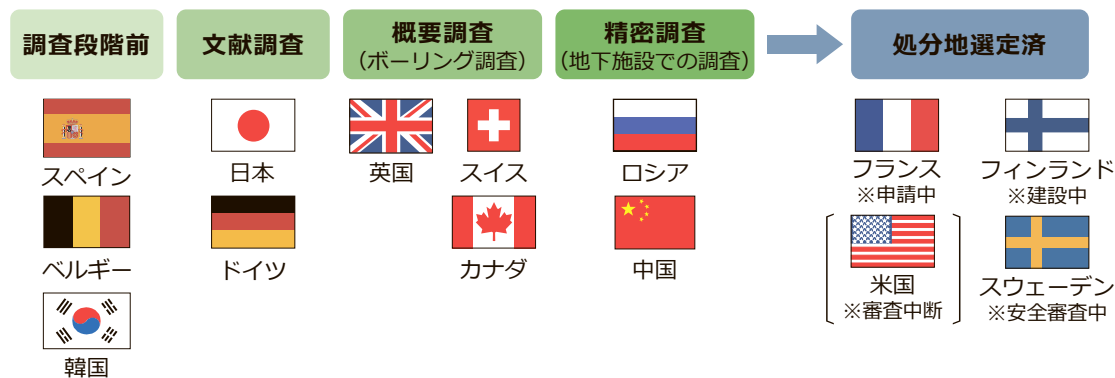 調査段階前
文献調査
概要調査
（ボーリング調査）
精密調査
（地下施設での調査）
処分地選定済
スペイン
日本
英国
スイス
ロシア
フランス
※申請中
フィンランド
※建設中
ベルギー
ドイツ
カナダ
中国
米国
※審査中断
スウェーデン
※安全審査中
韓国